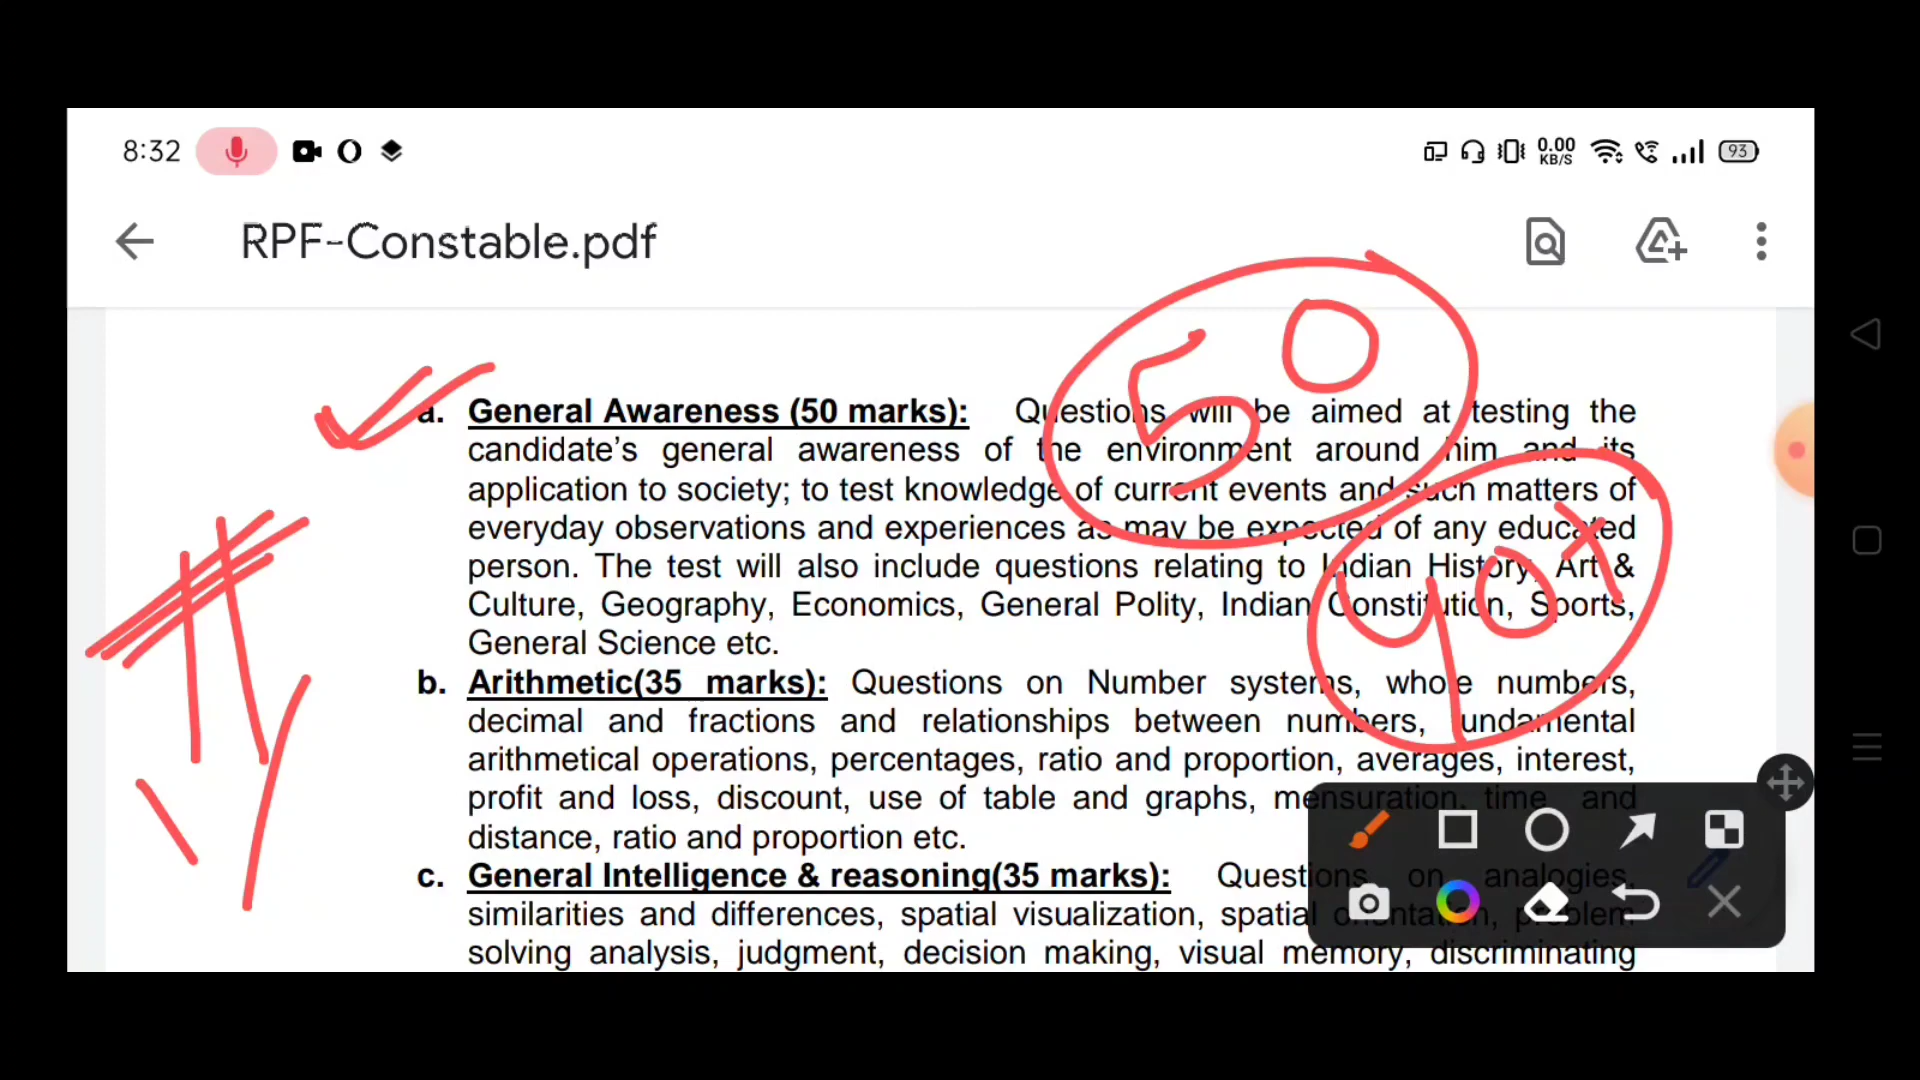 8:32 0.00 KB/S 93
RPF-Constable.pdf
50
a. General Awareness (50 marks): Questions will be aimed at testing the
candidate's general awareness of the environment around him and its
application to society; to test knowledge of current events and such matters of
everyday observations and experiences as may be expected of any educated
person. The test will also include questions relating to Indian History, Art &
Culture, Geography, Economics, General Polity, Indian Constitution, Sports,
General Science etc.
40+
b. Arithmetic(35 marks): Questions on Number systems, whole numbers,
decimal and fractions and relationships between numbers, fundamental
arithmetical operations, percentages, ratio and proportion, averages, interest,
profit and loss, discount, use of table and graphs, mensuration, time and
distance, ratio and proportion etc.
c. General Intelligence & reasoning(35 marks): Questions on analogies,
similarities and differences, spatial visualization, spatial orientation, problem
solving analysis, judgment, decision making, visual memory, discriminating